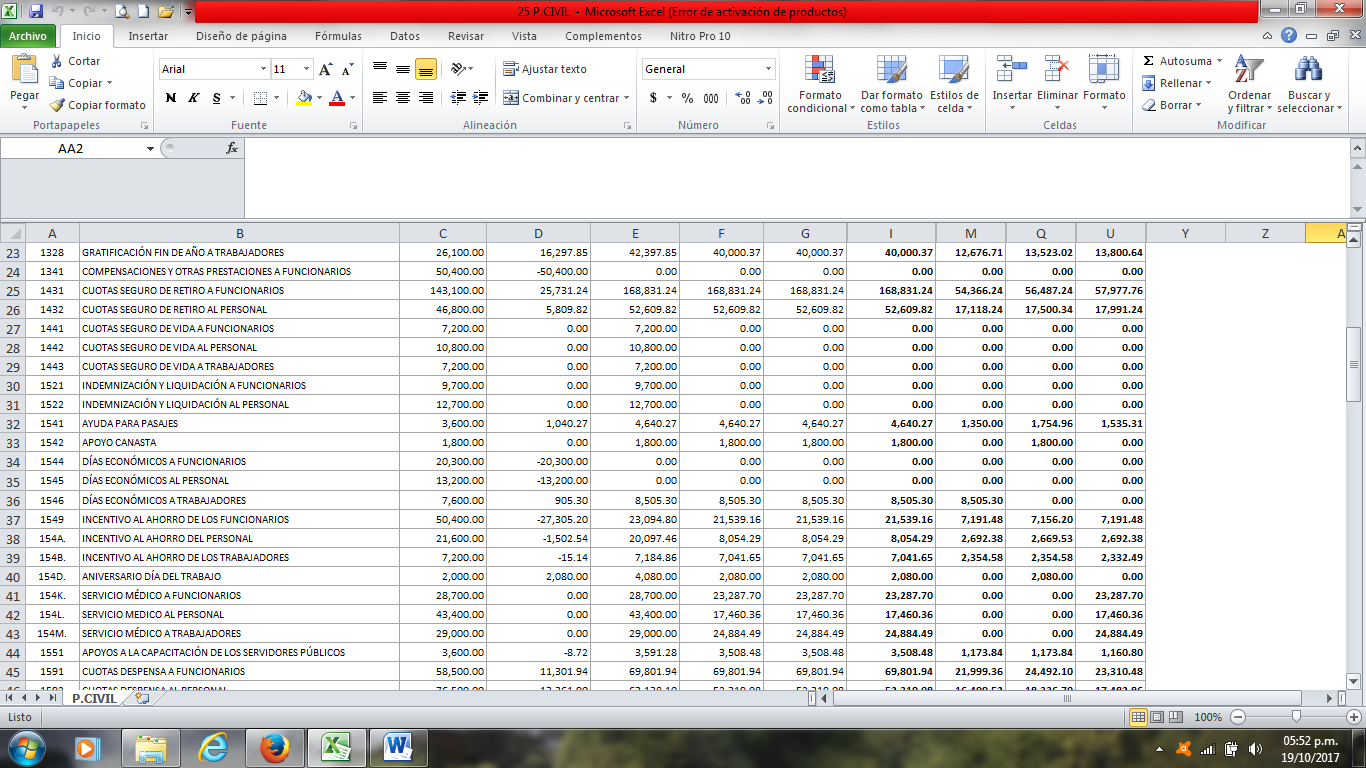 25 P.CIVIL - Microsoft Excel (Error de activación de productos)
Archivo Inicio Insertar Diseño de página Fórmulas Datos Revisar Vista Complementos Nitro Pro 10
Pegar Cortar Copiar Copiar formato Portapapeles
Arial 11 N K S Fuente
Ajustar texto Combinar y centrar Alineación
General $ % 000 Número
Formato condicional Dar formato como tabla Estilos de celda Estilos
Insertar Eliminar Formato Celdas
Σ Autosuma Rellenar Borrar Ordenar y filtrar Buscar y seleccionar Modificar
AA2 fx
A B C D E F G I M Q U Y Z A
23 1328 GRATIFICACIÓN FIN DE AÑO A TRABAJADORES 26,100.00 16,297.85 42,397.85 40,000.37 40,000.37 40,000.37 12,676.71 13,523.02 13,800.64
24 1341 COMPENSACIONES Y OTRAS PRESTACIONES A FUNCIONARIOS 50,400.00 -50,400.00 0.00 0.00 0.00 0.00 0.00 0.00 0.00
25 1431 CUOTAS SEGURO DE RETIRO A FUNCIONARIOS 143,100.00 25,731.24 168,831.24 168,831.24 168,831.24 168,831.24 54,366.24 56,487.24 57,977.76
26 1432 CUOTAS SEGURO DE RETIRO AL PERSONAL 46,800.00 5,809.82 52,609.82 52,609.82 52,609.82 52,609.82 17,118.24 17,500.34 17,991.24
27 1441 CUOTAS SEGURO DE VIDA A FUNCIONARIOS 7,200.00 0.00 7,200.00 0.00 0.00 0.00 0.00 0.00 0.00
28 1442 CUOTAS SEGURO DE VIDA AL PERSONAL 10,800.00 0.00 10,800.00 0.00 0.00 0.00 0.00 0.00 0.00
29 1443 CUOTAS SEGURO DE VIDA A TRABAJADORES 7,200.00 0.00 7,200.00 0.00 0.00 0.00 0.00 0.00 0.00
30 1521 INDEMNIZACIÓN Y LIQUIDACIÓN A FUNCIONARIOS 9,700.00 0.00 9,700.00 0.00 0.00 0.00 0.00 0.00 0.00
31 1522 INDEMNIZACIÓN Y LIQUIDACIÓN AL PERSONAL 12,700.00 0.00 12,700.00 0.00 0.00 0.00 0.00 0.00 0.00
32 1541 AYUDA PARA PASAJES 3,600.00 1,040.27 4,640.27 4,640.27 4,640.27 4,640.27 1,350.00 1,754.96 1,535.31
33 1542 APOYO CANASTA 1,800.00 0.00 1,800.00 1,800.00 1,800.00 1,800.00 0.00 1,800.00 0.00
34 1544 DÍAS ECONÓMICOS A FUNCIONARIOS 20,300.00 -20,300.00 0.00 0.00 0.00 0.00 0.00 0.00 0.00
35 1545 DÍAS ECONÓMICOS AL PERSONAL 13,200.00 -13,200.00 0.00 0.00 0.00 0.00 0.00 0.00 0.00
36 1546 DÍAS ECONÓMICOS A TRABAJADORES 7,600.00 905.30 8,505.30 8,505.30 8,505.30 8,505.30 8,505.30 0.00 0.00
37 1549 INCENTIVO AL AHORRO DE LOS FUNCIONARIOS 50,400.00 -27,305.20 23,094.80 21,539.16 21,539.16 21,539.16 7,191.48 7,156.20 7,191.48
38 154A. INCENTIVO AL AHORRO DEL PERSONAL 21,600.00 -1,502.54 20,097.46 8,054.29 8,054.29 8,054.29 2,692.38 2,669.53 2,692.38
39 154B. INCENTIVO AL AHORRO DE LOS TRABAJADORES 7,200.00 -15.14 7,184.86 7,041.65 7,041.65 7,041.65 2,354.58 2,354.58 2,332.49
40 154D. ANIVERSARIO DÍA DEL TRABAJO 2,000.00 2,080.00 4,080.00 2,080.00 2,080.00 2,080.00 0.00 2,080.00 0.00
41 154K. SERVICIO MÉDICO A FUNCIONARIOS 28,700.00 0.00 28,700.00 23,287.70 23,287.70 23,287.70 0.00 0.00 23,287.70
42 154L. SERVICIO MEDICO AL PERSONAL 43,400.00 0.00 43,400.00 17,460.36 17,460.36 17,460.36 0.00 0.00 17,460.36
43 154M. SERVICIO MÉDICO A TRABAJADORES 29,000.00 0.00 29,000.00 24,884.49 24,884.49 24,884.49 0.00 0.00 24,884.49
44 1551 APOYOS A LA CAPACITACIÓN DE LOS SERVIDORES PÚBLICOS 3,600.00 -8.72 3,591.28 3,508.48 3,508.48 3,508.48 1,173.84 1,173.84 1,160.80
45 1591 CUOTAS DESPENSA A FUNCIONARIOS 58,500.00 11,301.94 69,801.94 69,801.94 69,801.94 69,801.94 21,999.36 24,492.10 23,310.48
CUOTAS DESPENSA AL PERSONAL
P.CIVIL
Listo 100%
05:52 p.m.
19/10/2017